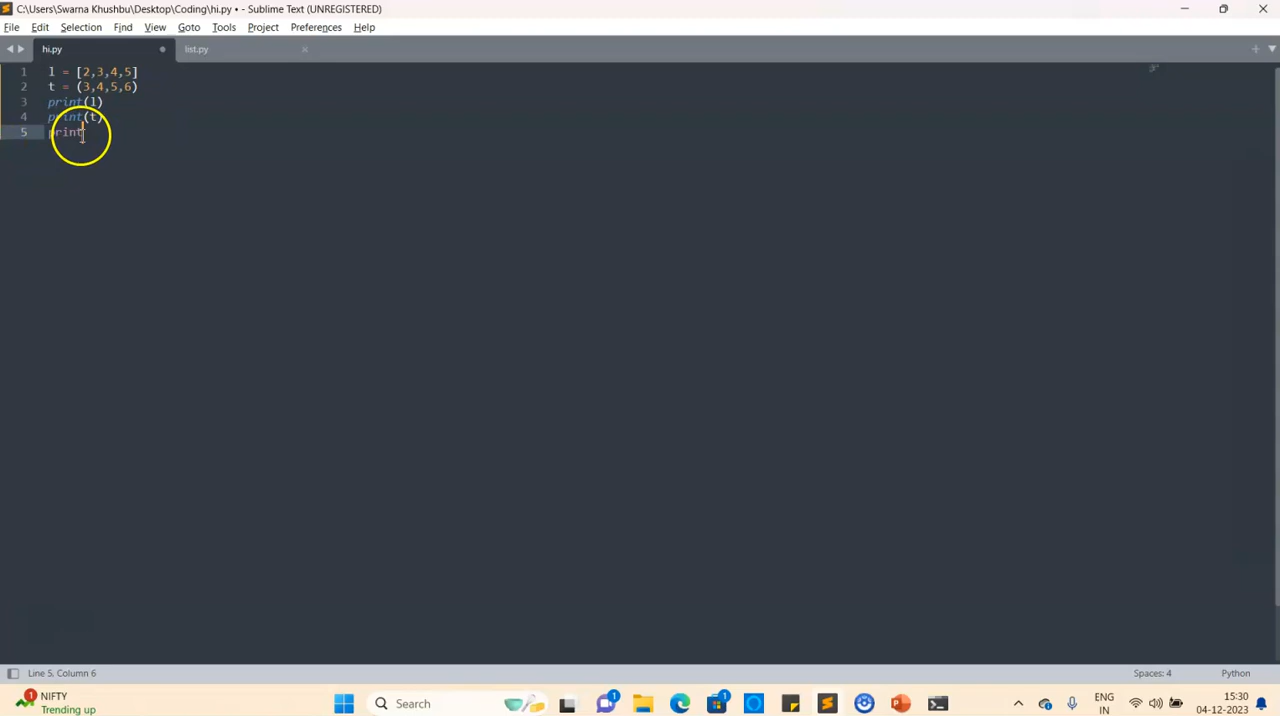 C:\Users\Swarna Khushbu\Desktop\Coding\hi.py • - Sublime Text (UNREGISTERED)
File Edit Selection Find View Goto Tools Project Preferences Help
hi.py list.py
1 l = [2,3,4,5]
2 t = (3,4,5,6)
3 print(l)
4 print(t)
5 print
Line 5, Column 6 Spaces: 4 Python
1 NIFTY
Trending up
Search
1
1
ENG
IN
15:30
04-12-2023